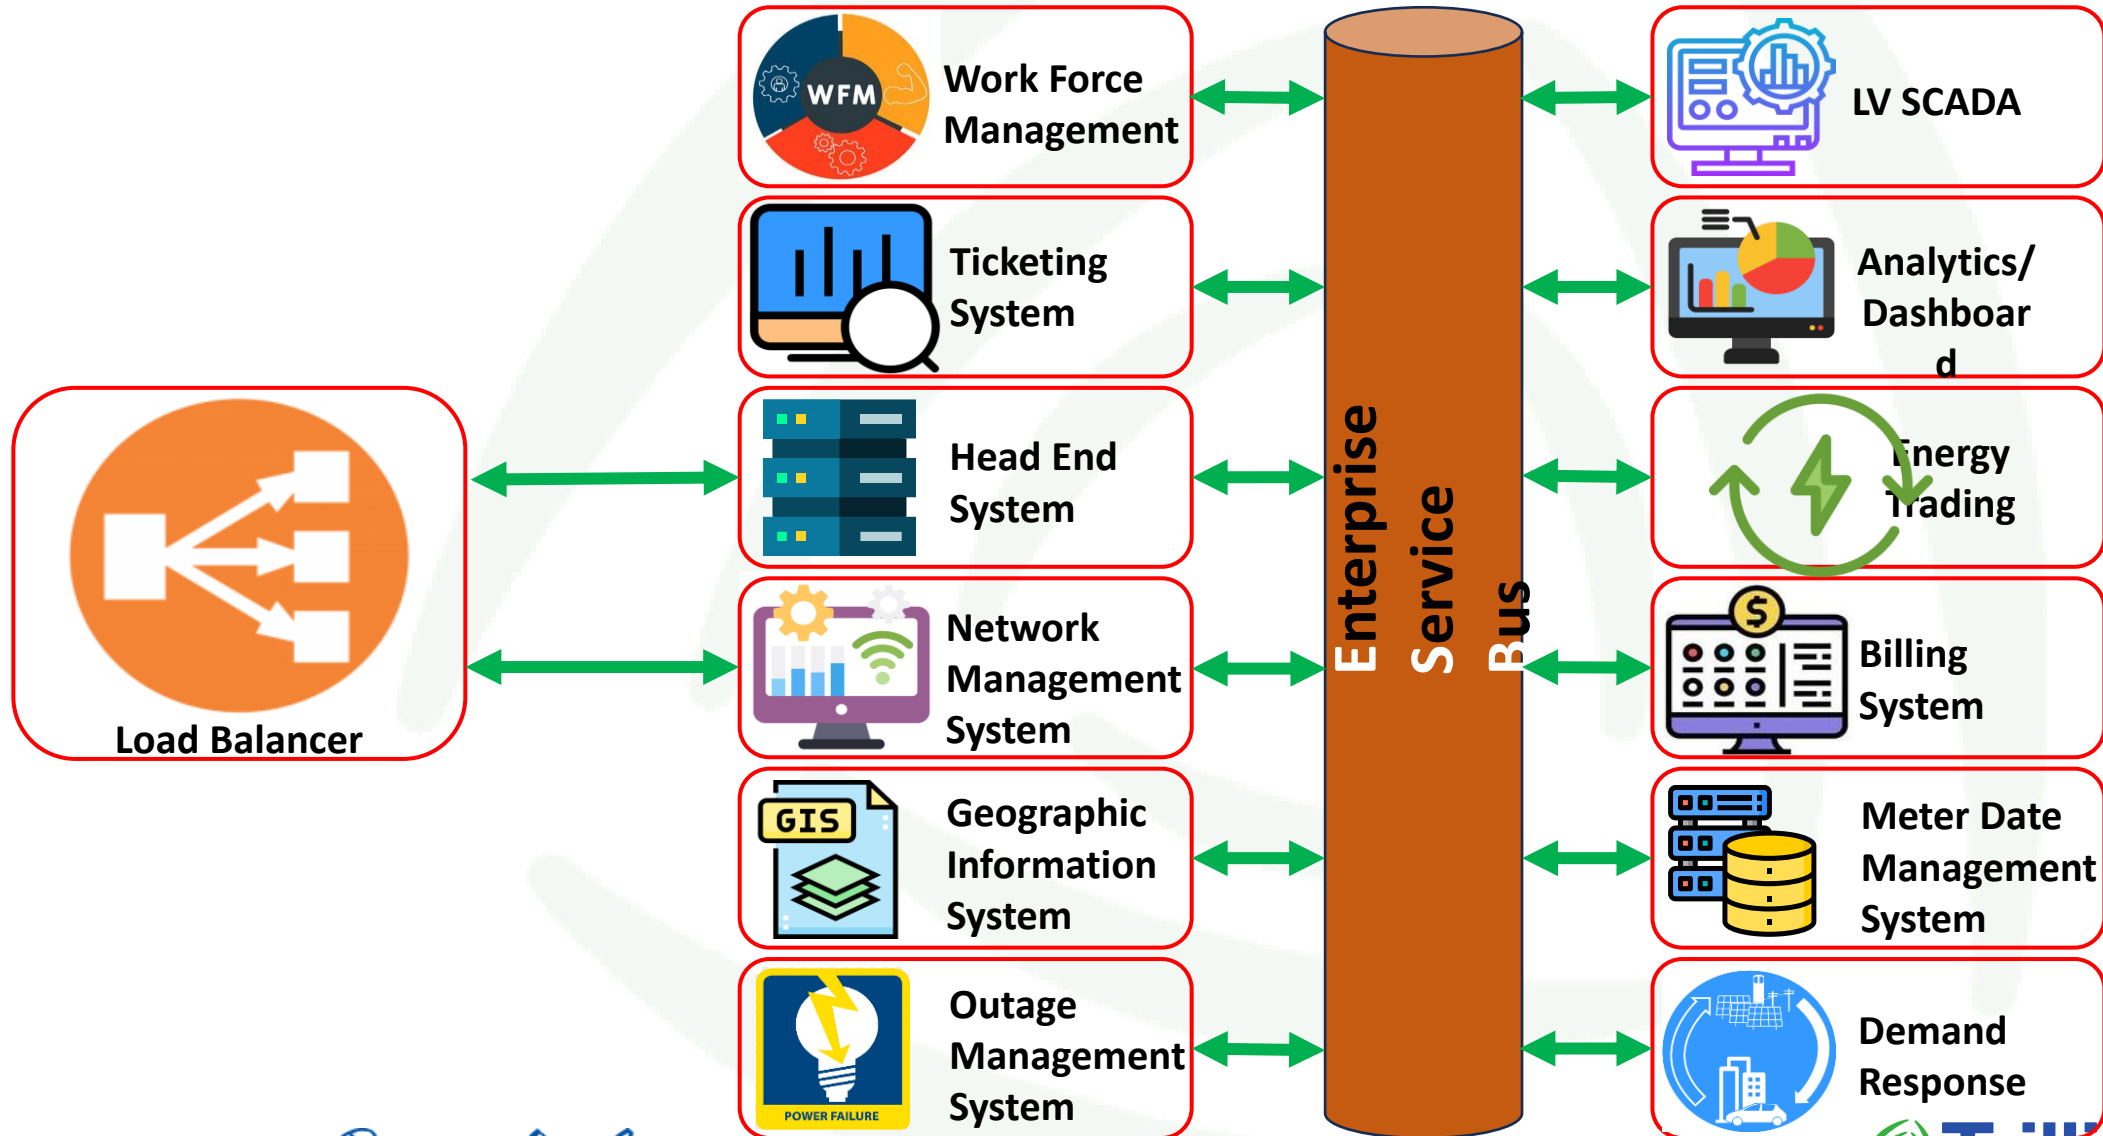 WFM
Work Force
Management
Ticketing
System
Head End
System
Network
Management
System
GIS
Geographic
Information
System
POWER FAILURE
Outage
Management
System
Load Balancer
Enterprise
Service
Bus
LV SCADA
Analytics/
Dashboar
d
Energy
Trading
$
Billing
System
Meter Date
Management
System
Demand
Response